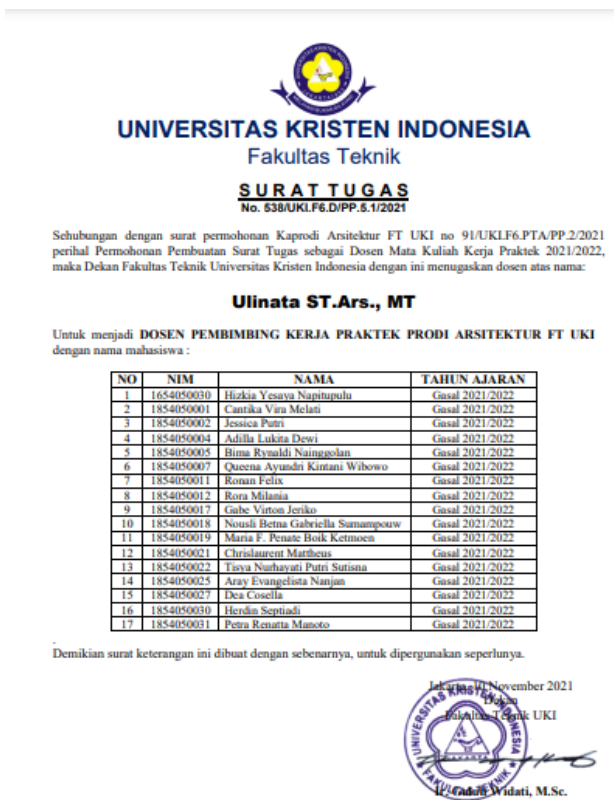 UNIVERSITAS KRISTEN INDONESIA
Fakultas Teknik
SURAT TUGAS
No. 538/UKI.F6.D/PP.5.1/2021
Sehubungan dengan surat permohonan Kaprodi Arsitektur FT UKI no 91/UKI.F6.PTA/PP.2/2021
perihal Permohonan Pembuatan Surat Tugas sebagai Dosen Mata Kuliah Kerja Praktek 2021/2022,
maka Dekan Fakultas Teknik Universitas Kristen Indonesia dengan ini menugaskan dosen atas nama:
Ulinata ST.Ars., MT
Untuk menjadi DOSEN PEMBIMBING KERJA PRAKTEK PRODI ARSITEKTUR FT UKI
dengan nama mahasiswa :
NO NIM NAMA TAHUN AJARAN
1 1654050030 Hizkia Yesaya Napitupulu Gasal 2021/2022
2 1854050001 Cantika Vira Melati Gasal 2021/2022
3 1854050002 Jessica Putri Gasal 2021/2022
4 1854050004 Adilla Lukita Dewi Gasal 2021/2022
5 1854050005 Bima Rynaldi Nainggolan Gasal 2021/2022
6 1854050007 Queena Ayundri Kintani Wibowo Gasal 2021/2022
7 1854050011 Ronan Felix Gasal 2021/2022
8 1854050012 Rora Milania Gasal 2021/2022
9 1854050017 Gabe Virton Jeriko Gasal 2021/2022
10 1854050018 Nousli Betna Gabriella Sumampouw Gasal 2021/2022
11 1854050019 Maria F. Penate Boik Ketmoen Gasal 2021/2022
12 1854050021 Chrislaurent Mattheus Gasal 2021/2022
13 1854050022 Tisya Nurhayati Putri Sutisna Gasal 2021/2022
14 1854050025 Aray Evangelista Nanjan Gasal 2021/2022
15 1854050027 Dea Cosella Gasal 2021/2022
16 1854050030 Herdin Septiadi Gasal 2021/2022
17 1854050031 Petra Renatta Manoto Gasal 2021/2022
.
Demikian surat keterangan ini dibuat dengan sebenarnya, untuk dipergunakan seperlunya.
Jakarta, 10 November 2021
Dekan
Fakultas Teknik UKI
UNIVERSITAS KRISTEN INDONESIA
FAKULTAS TEKNIK
Ir. Galuh Widati, M.Sc.